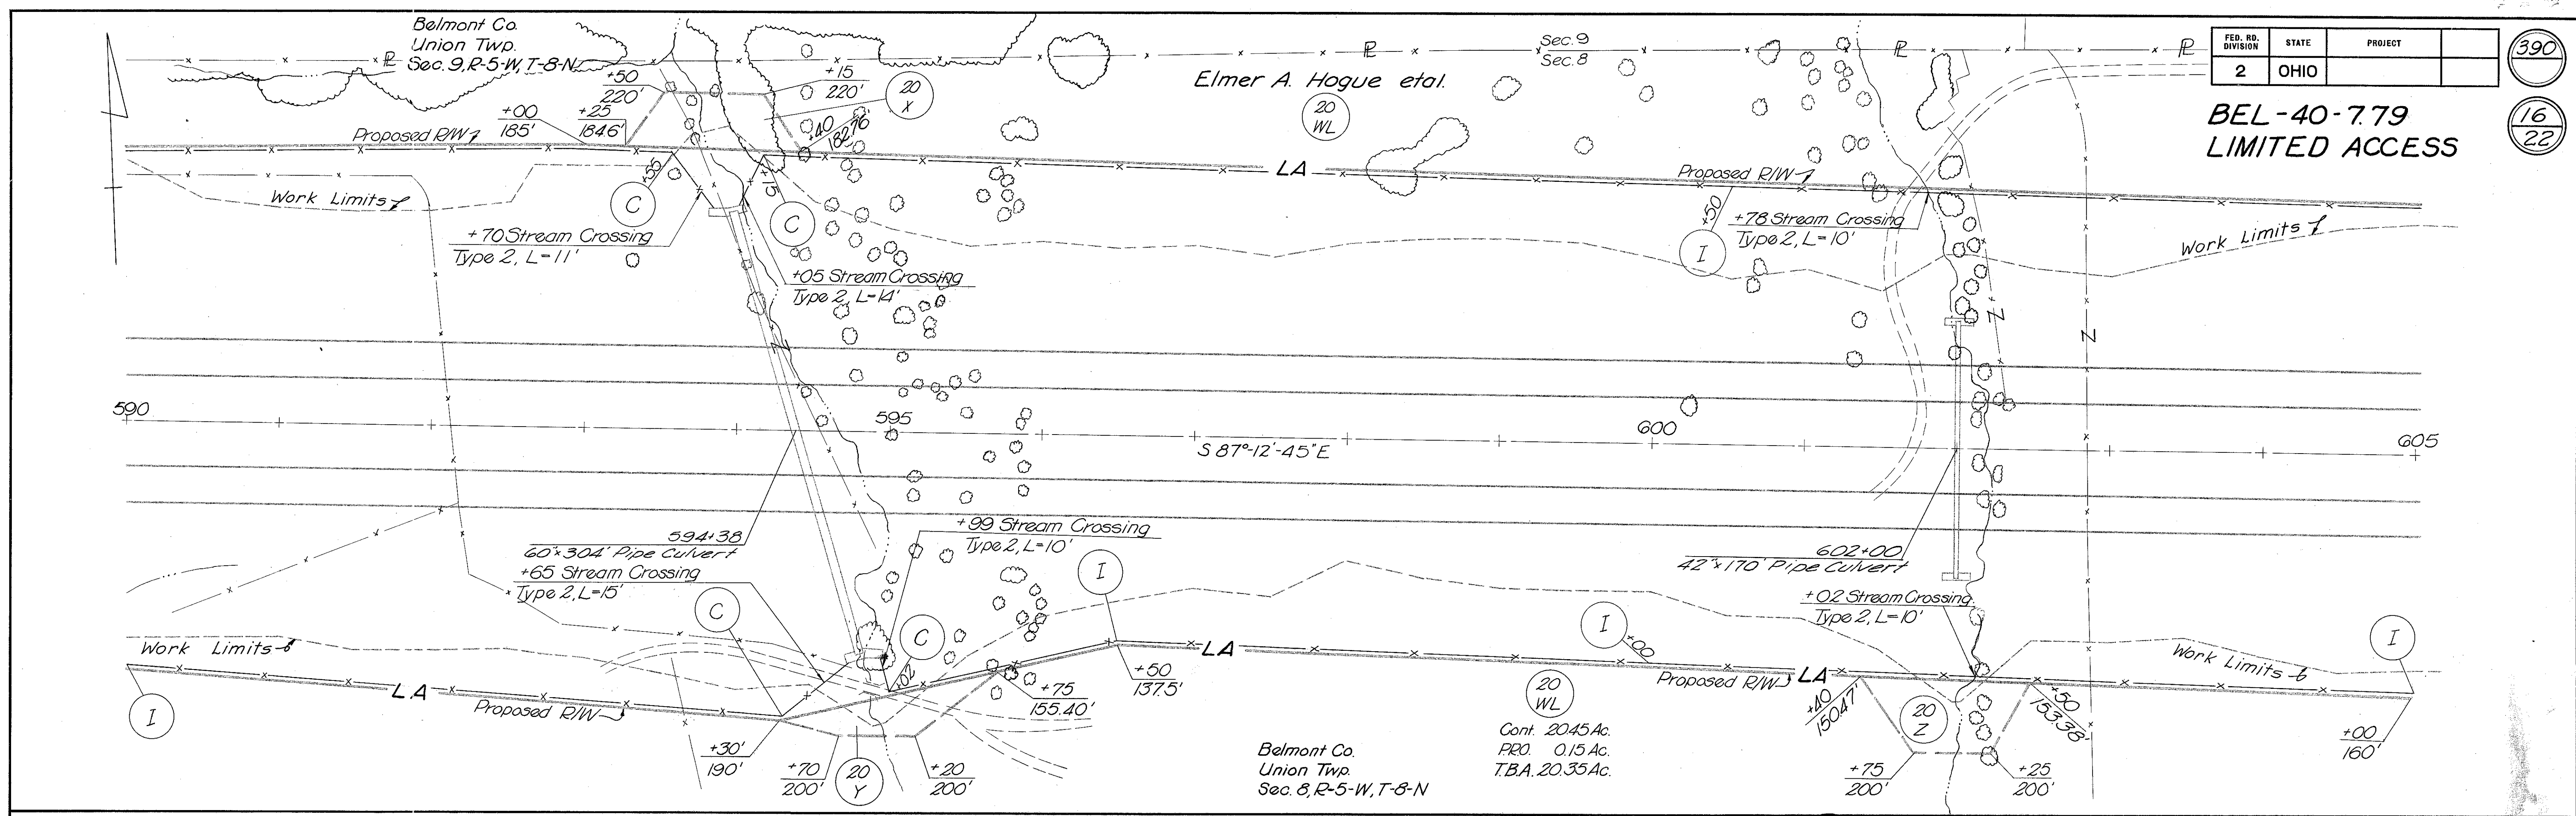 Belmont Co.
Union Twp.
Sec. 9, R-5-W, T-8-N
+50
220'
+15
220'
20
X
+00
185'
+25
184.6'
+40
182.76'
Proposed R/W
Work Limits
+55
C
+15
C
+70 Stream Crossing
Type 2, L=11'
+05 Stream Crossing
Type 2, L=14'
Sec. 9
Sec. 8
Elmer A. Hogue etal.
20
WL
LA
Proposed R/W
+50
I
+78 Stream Crossing
Type 2, L=10'
Work Limits
FED. RD.
DIVISION
STATE
PROJECT
2
OHIO
390
BEL-40-7.79
LIMITED ACCESS
16
22
590
595
S 87°-12'-45" E
600
605
594+38
60"x304' Pipe Culvert
+65 Stream Crossing
Type 2, L=15'
+99 Stream Crossing
Type 2, L=10'
602+00
42"x170' Pipe Culvert
+02 Stream Crossing
Type 2, L=10'
C
C
+02
I
I
+00
I
Work Limits
LA
LA
LA
Work Limits
Proposed R/W
Proposed R/W
I
+30'
190'
+70
200'
20
Y
+20
200'
+75
155.40'
+50
137.5'
Belmont Co.
Union Twp.
Sec. 8, R-5-W, T-8-N
20
WL
Cont. 20.45 Ac.
P.R.O. 0.15 Ac.
T.B.A. 20.35 Ac.
+40
150.47'
20
Z
+50
153.38'
+75
200'
+25
200'
+00
160'